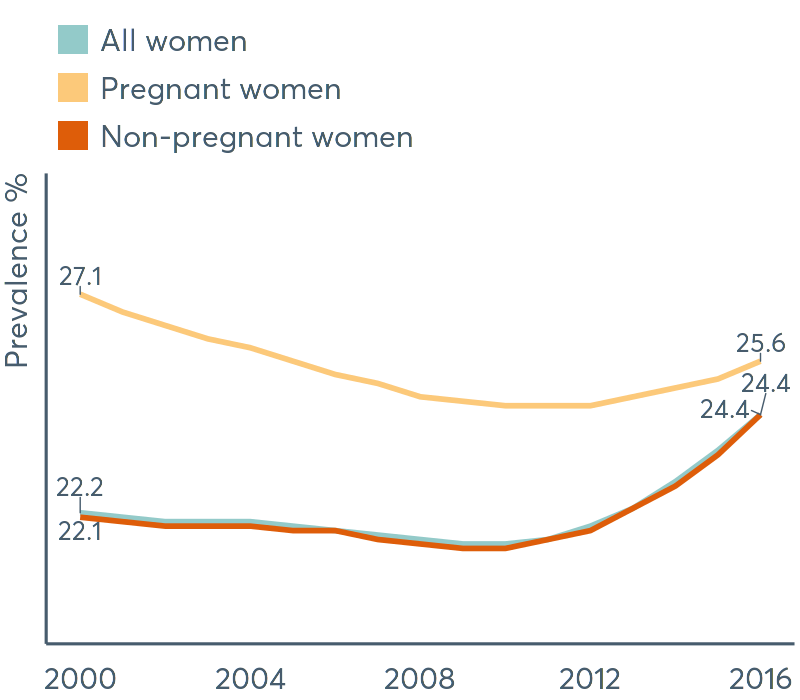 All women
Pregnant women
Non-pregnant women
Prevalence %
27.1
25.6
24.4
24.4
22.2
22.1
2000 2004 2008 2012 2016